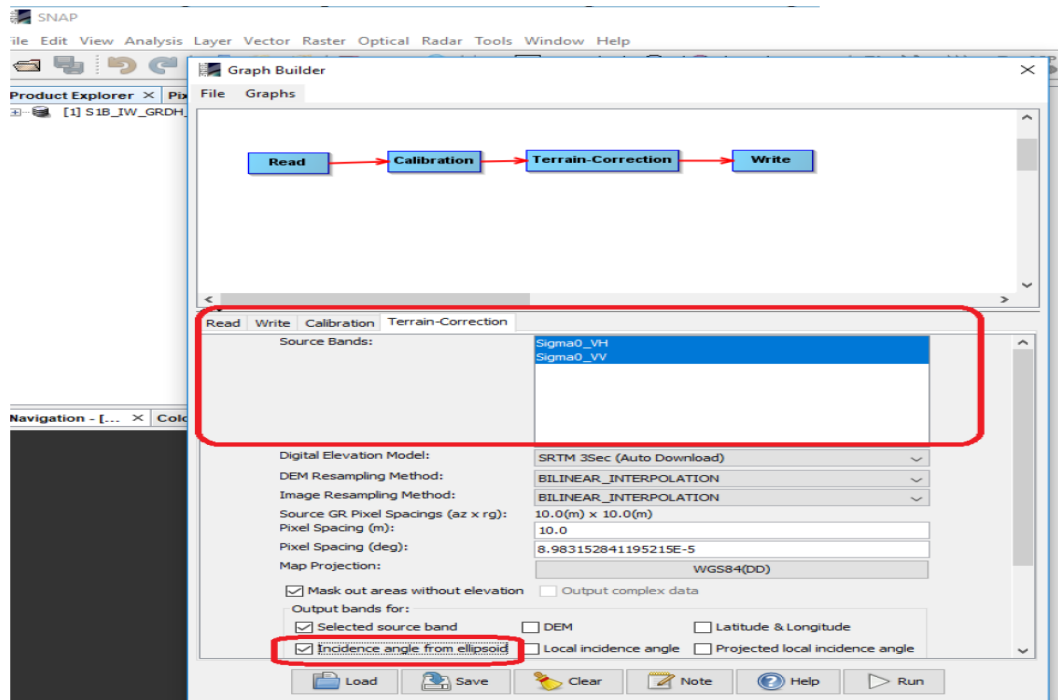 SNAP
ile Edit View Analysis Layer Vector Raster Optical Radar Tools Window Help
Graph Builder
File Graphs
Product Explorer × Pix
[1] S1B_IW_GRDH_
Read
Calibration
Terrain-Correction
Write
Read Write Calibration Terrain-Correction
Source Bands:
Sigma0_VH
Sigma0_VV
Navigation - [... × Colo
Digital Elevation Model: SRTM 3Sec (Auto Download)
DEM Resampling Method: BILINEAR_INTERPOLATION
Image Resampling Method: BILINEAR_INTERPOLATION
Source GR Pixel Spacings (az x rg): 10.0(m) x 10.0(m)
Pixel Spacing (m): 10.0
Pixel Spacing (deg): 8.983152841195215E-5
Map Projection: WGS84(DD)
Mask out areas without elevation Output complex data
Output bands for:
Selected source band DEM Latitude & Longitude
Incidence angle from ellipsoid Local incidence angle Projected local incidence angle
Load Save Clear Note Help Run